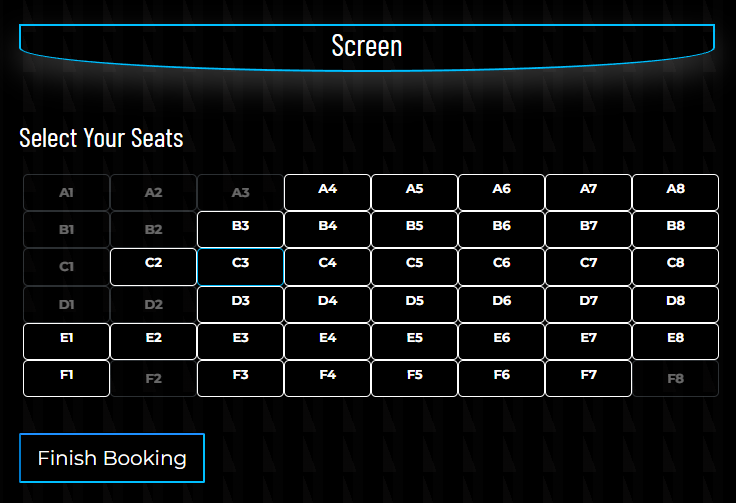 Screen
Select Your Seats
A1 A2 A3 A4 A5 A6 A7 A8
B1 B2 B3 B4 B5 B6 B7 B8
C1 C2 C3 C4 C5 C6 C7 C8
D1 D2 D3 D4 D5 D6 D7 D8
E1 E2 E3 E4 E5 E6 E7 E8
F1 F2 F3 F4 F5 F6 F7 F8
Finish Booking